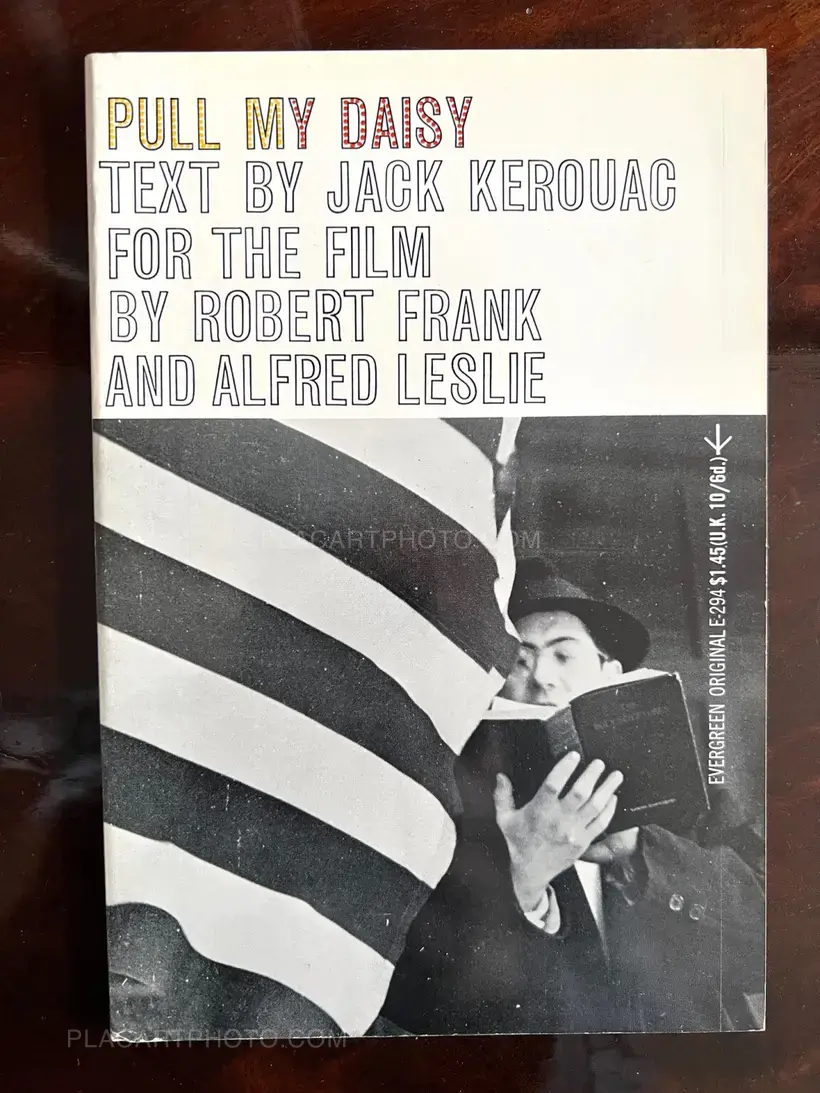 PULL MY DAISY
TEXT BY JACK KEROUAC
FOR THE FILM
BY ROBERT FRANK
AND ALFRED LESLIE
EVERGREEN ORIGINAL E-294 $1.45 (U.K. 10/6d.)
PLACARTPHOTO.COM
PLACARTPHOTO.COM